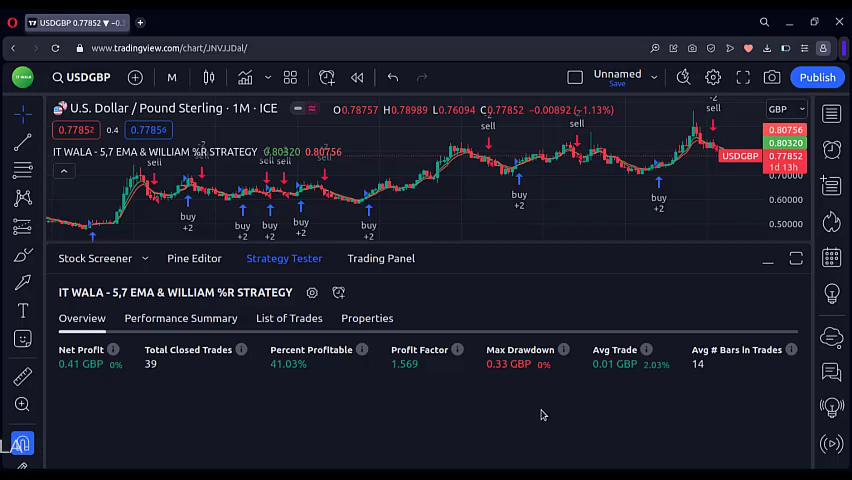 USDGBP 0.77852 ▼ −0.
www.tradingview.com/chart/JNVJJDal/
IT WALA
USDGBP
M
Unnamed
Save
Publish
U.S. Dollar / Pound Sterling · 1M · ICE
O0.78757 H0.78989 L0.76094 C0.77852 −0.00892 (−1.13%)
GBP
0.77852 0.4 0.77856
IT WALA - 5,7 EMA & WILLIAM %R STRATEGY 0.80320 0.80756
-2
sell
-2
sell
sell
sell
sell
sell
sell
sell
buy
+2
buy
+2
buy
+2
buy
+2
buy
+2
buy
+2
buy
+2
0.80756
0.80320
USDGBP 0.77852
1d 13h
0.70000
0.60000
0.50000
Stock Screener Pine Editor Strategy Tester Trading Panel
IT WALA - 5,7 EMA & WILLIAM %R STRATEGY
Overview Performance Summary List of Trades Properties
Net Profit Total Closed Trades Percent Profitable Profit Factor Max Drawdown Avg Trade Avg # Bars in Trades
0.41 GBP 0% 39 41.03% 1.569 0.33 GBP 0% 0.01 GBP 2.03% 14